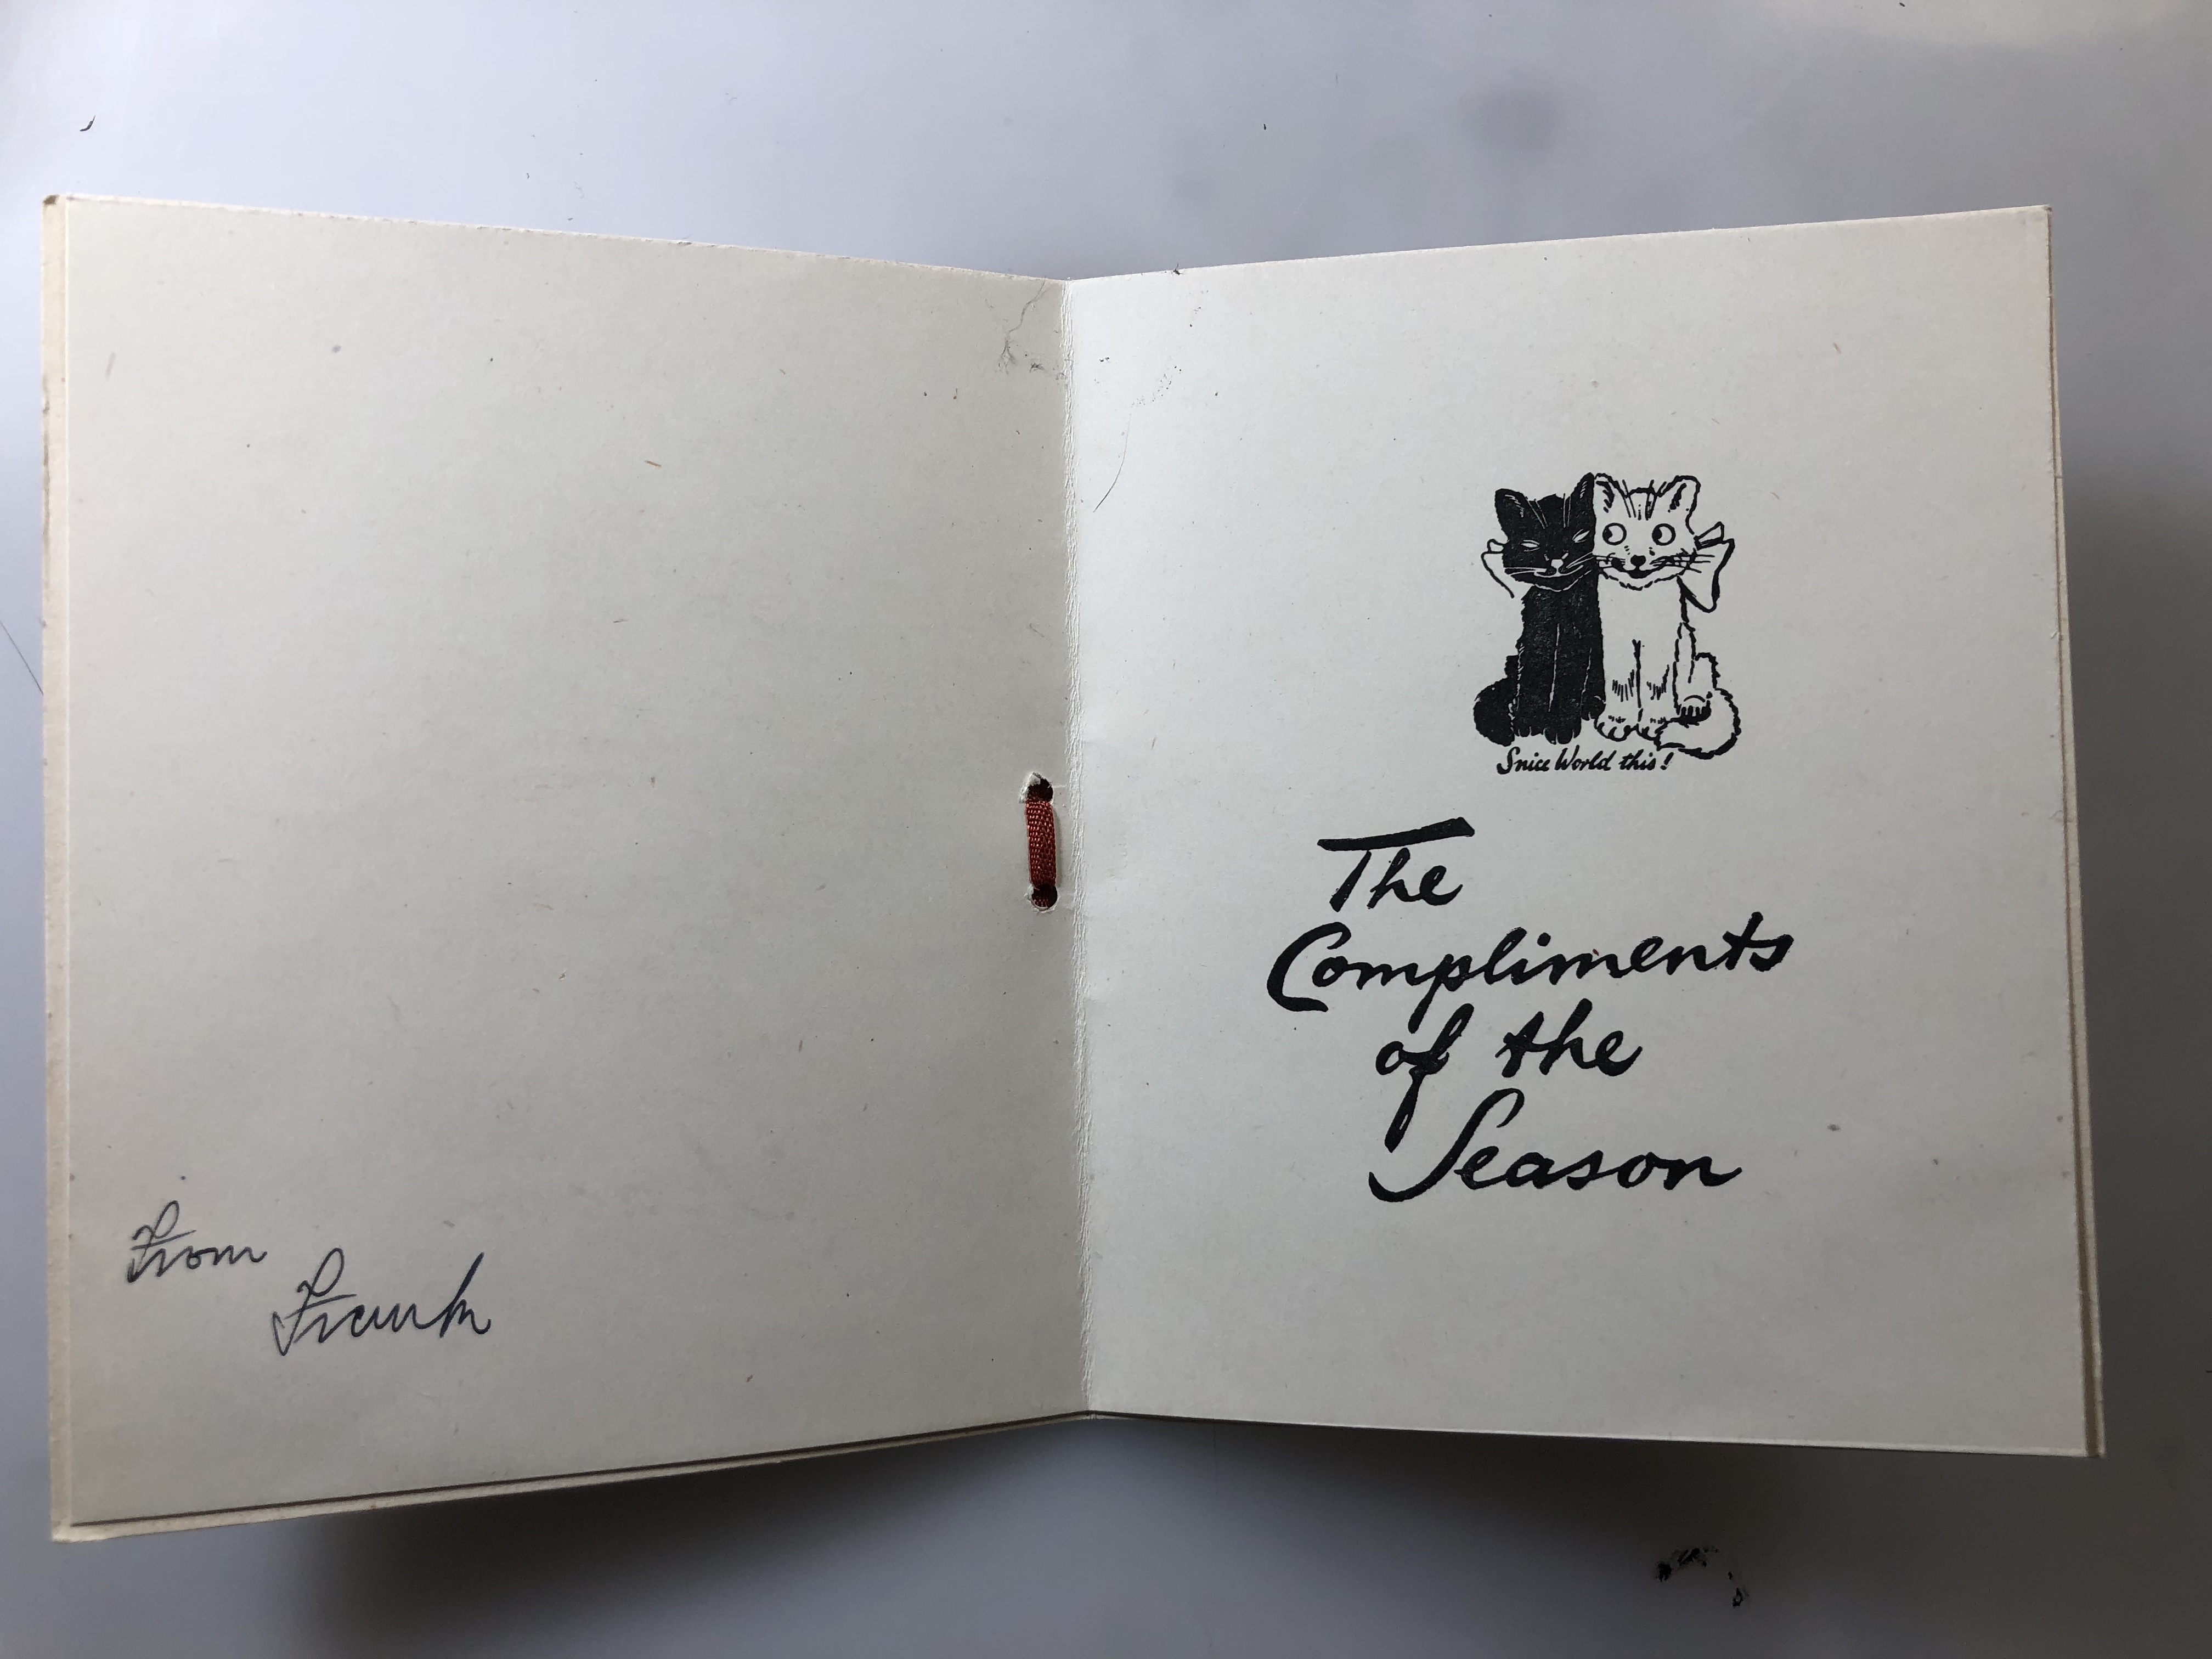 From
Frank
Snice World this!
The
Compliments
of the
Season